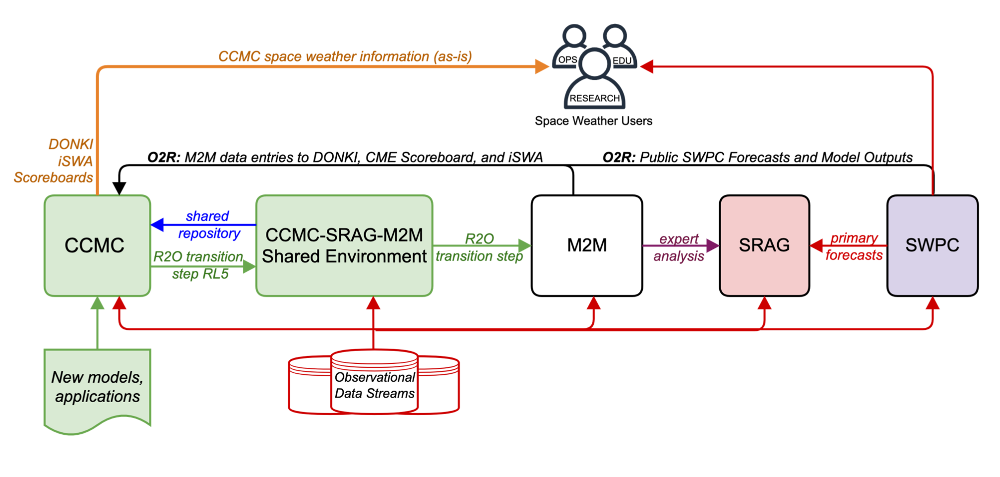 CCMC space weather information (as-is)
OPS
EDU
RESEARCH
Space Weather Users
DONKI
iSWA
Scoreboards
O2R: M2M data entries to DONKI, CME Scoreboard, and iSWA
O2R: Public SWPC Forecasts and Model Outputs
CCMC
shared
repository
R2O transition
step RL5
CCMC-SRAG-M2M
Shared Environment
R2O
transition step
M2M
expert
analysis
SRAG
primary
forecasts
SWPC
New models,
applications
Observational
Data Streams